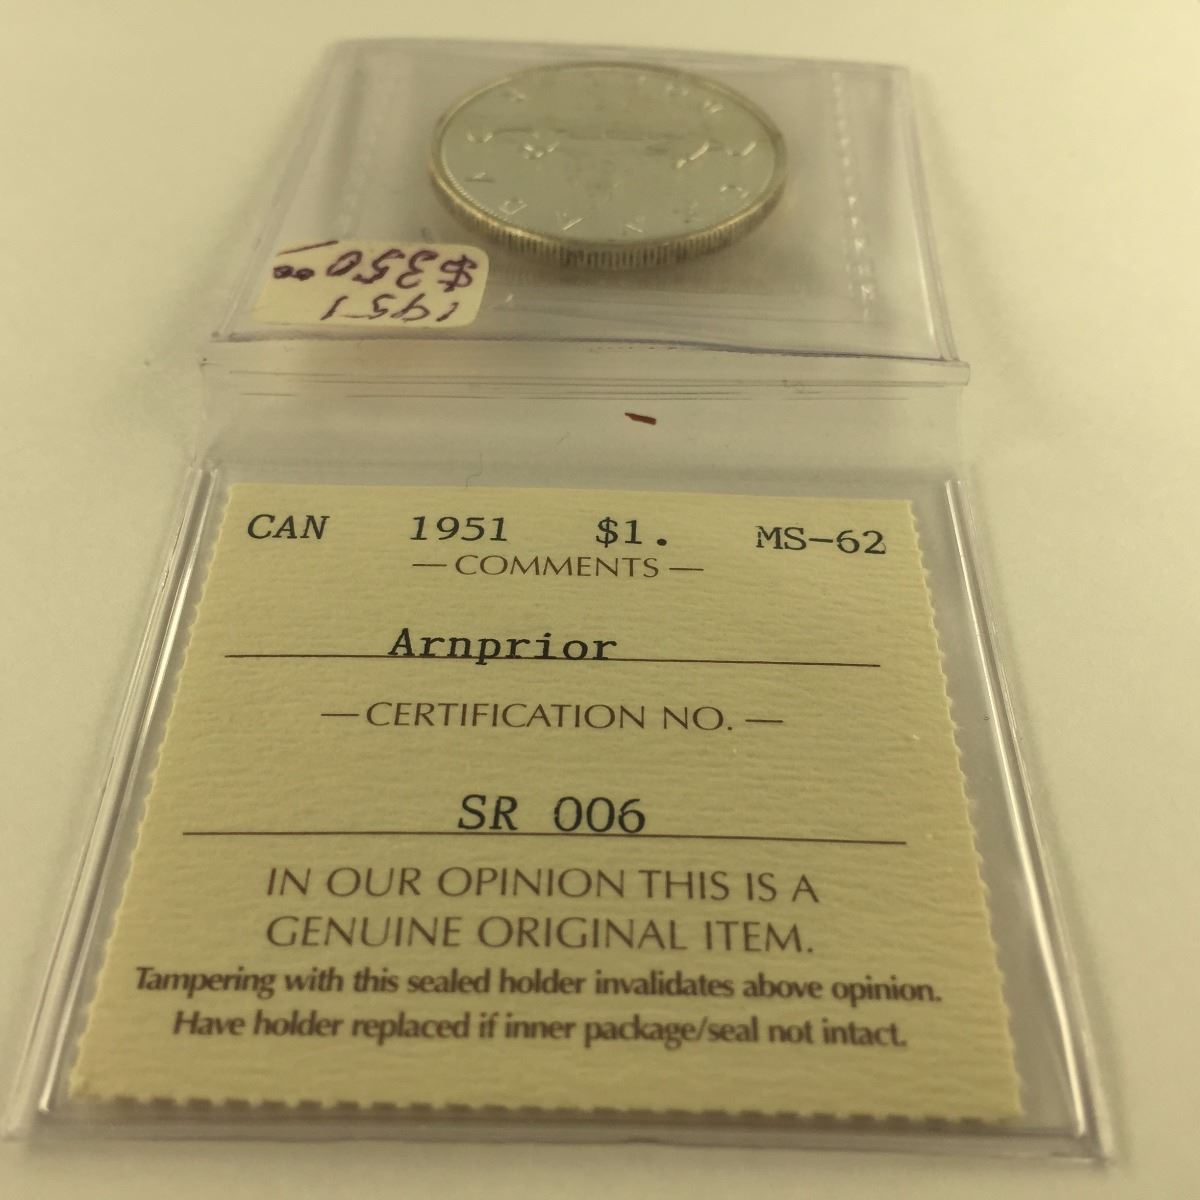 1951
$350.00
CAN 1951 $1. MS-62
— COMMENTS —
Arnprior
— CERTIFICATION NO. —
SR 006
IN OUR OPINION THIS IS A
GENUINE ORIGINAL ITEM.
Tampering with this sealed holder invalidates above opinion.
Have holder replaced if inner package/seal not intact.